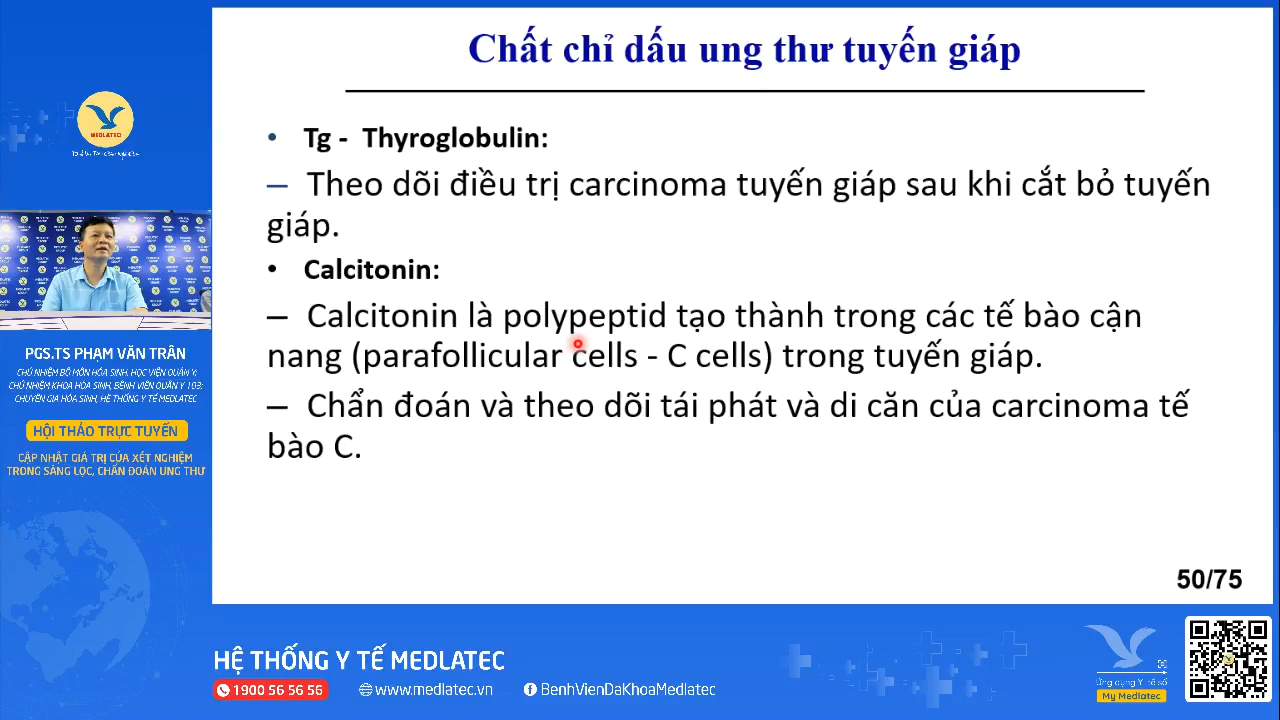 Chất chỉ dấu ung thư tuyến giáp
• Tg - Thyroglobulin:
– Theo dõi điều trị carcinoma tuyến giáp sau khi cắt bỏ tuyến
giáp.
• Calcitonin:
– Calcitonin là polypeptid tạo thành trong các tế bào cận
nang (parafollicular cells - C cells) trong tuyến giáp.
– Chẩn đoán và theo dõi tái phát và di căn của carcinoma tế
bào C.
50/75
MEDLATEC
PGS.TS PHẠM VĂN TRÂN
CHỦ NHIỆM BỘ MÔN HÓA SINH, HỌC VIỆN QUÂN Y;
CHỦ NHIỆM KHOA HÓA SINH, BỆNH VIỆN QUÂN Y 103;
CHUYÊN GIA HÓA SINH, HỆ THỐNG Y TẾ MEDLATEC
HỘI THẢO TRỰC TUYẾN
CẬP NHẬT GIÁ TRỊ CỦA XÉT NGHIỆM
TRONG SÀNG LỌC, CHẨN ĐOÁN UNG THƯ
HỆ THỐNG Y TẾ MEDLATEC
1900 56 56 56
www.medlatec.vn
BenhVienDaKhoaMedlatec
Ứng dụng Y tế số
My Medlatec